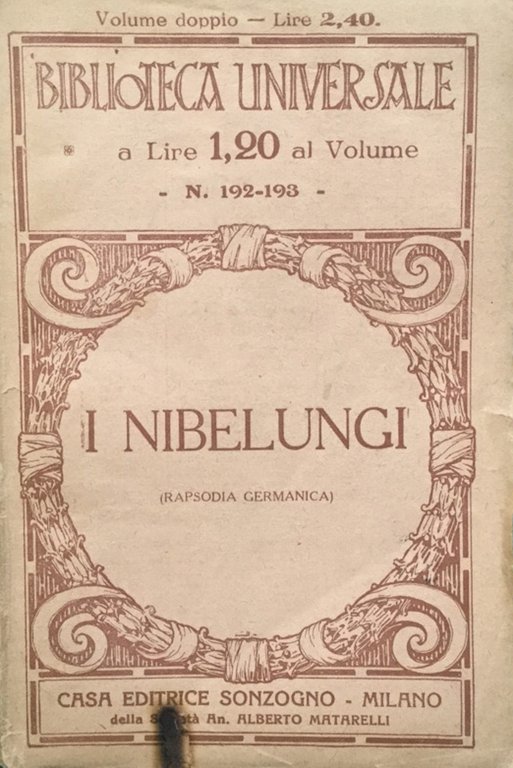 Volume doppio — Lire 2,40.
BIBLIOTECA UNIVERSALE
a Lire 1,20 al Volume
- N. 192-193 -
I NIBELUNGI
(RAPSODIA GERMANICA)
CASA EDITRICE SONZOGNO - MILANO
della An. ALBERTO MATARELLI